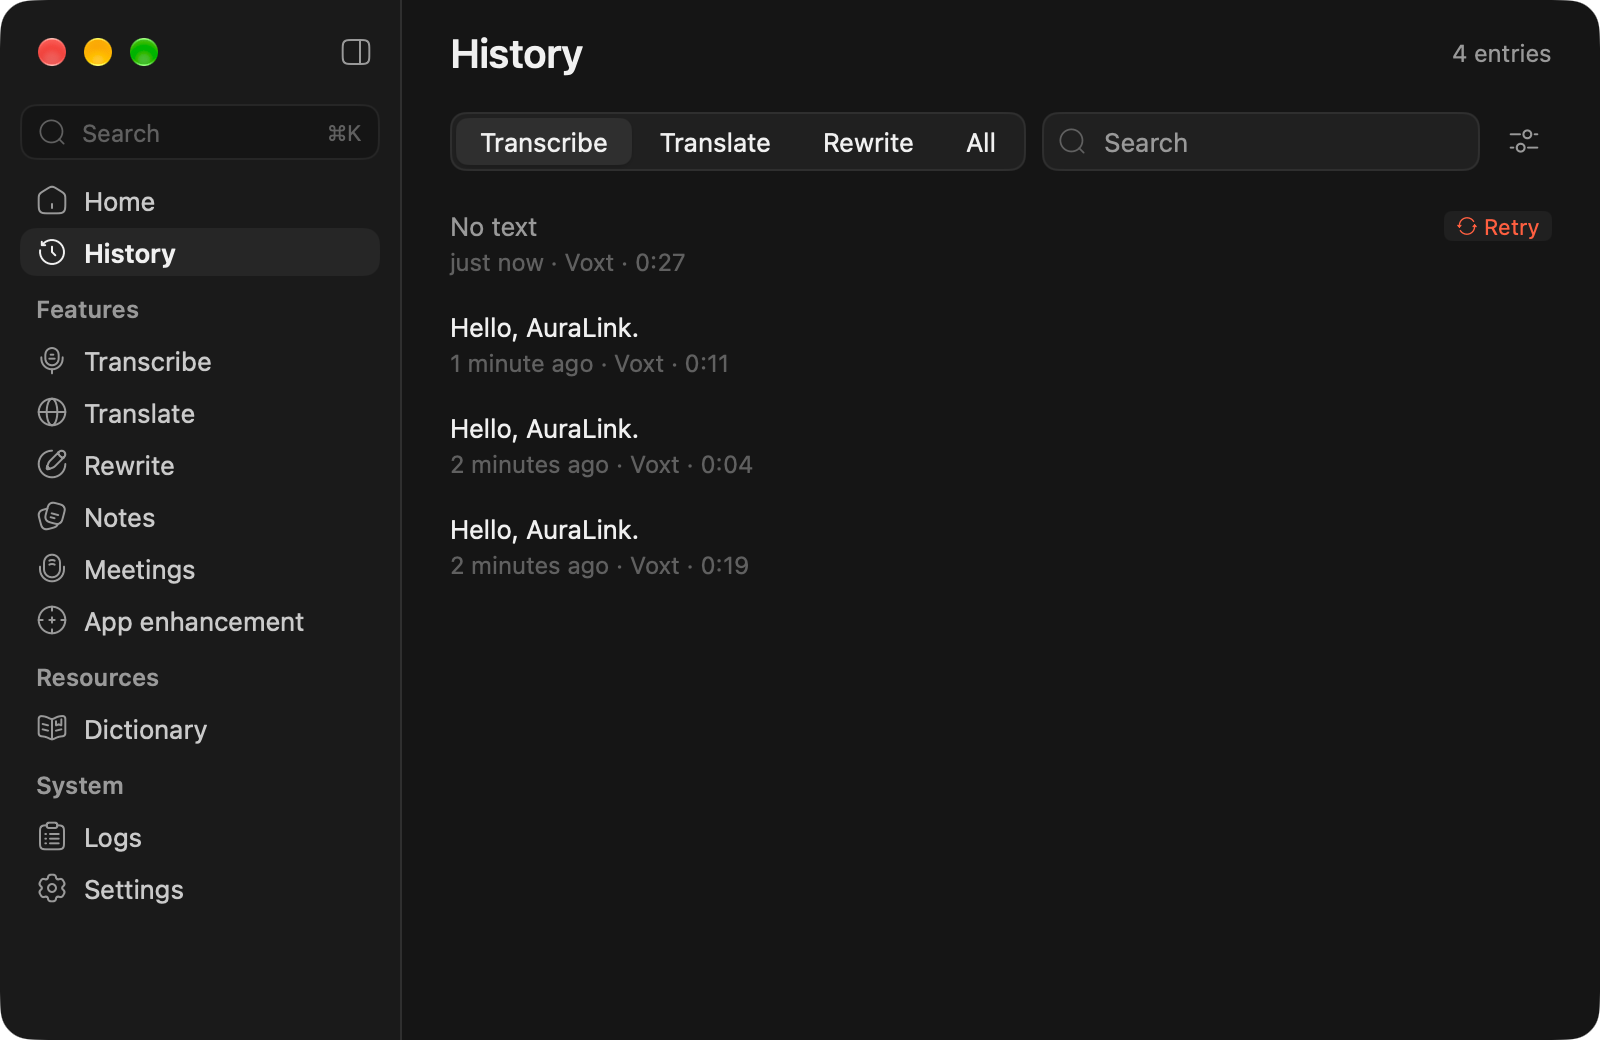 Search ⌘K
Home
History
Features
Transcribe
Translate
Rewrite
Notes
Meetings
App enhancement
Resources
Dictionary
System
Logs
Settings
History
4 entries
Transcribe Translate Rewrite All
Search
No text
Retry
just now · Voxt · 0:27
Hello, AuraLink.
1 minute ago · Voxt · 0:11
Hello, AuraLink.
2 minutes ago · Voxt · 0:04
Hello, AuraLink.
2 minutes ago · Voxt · 0:19